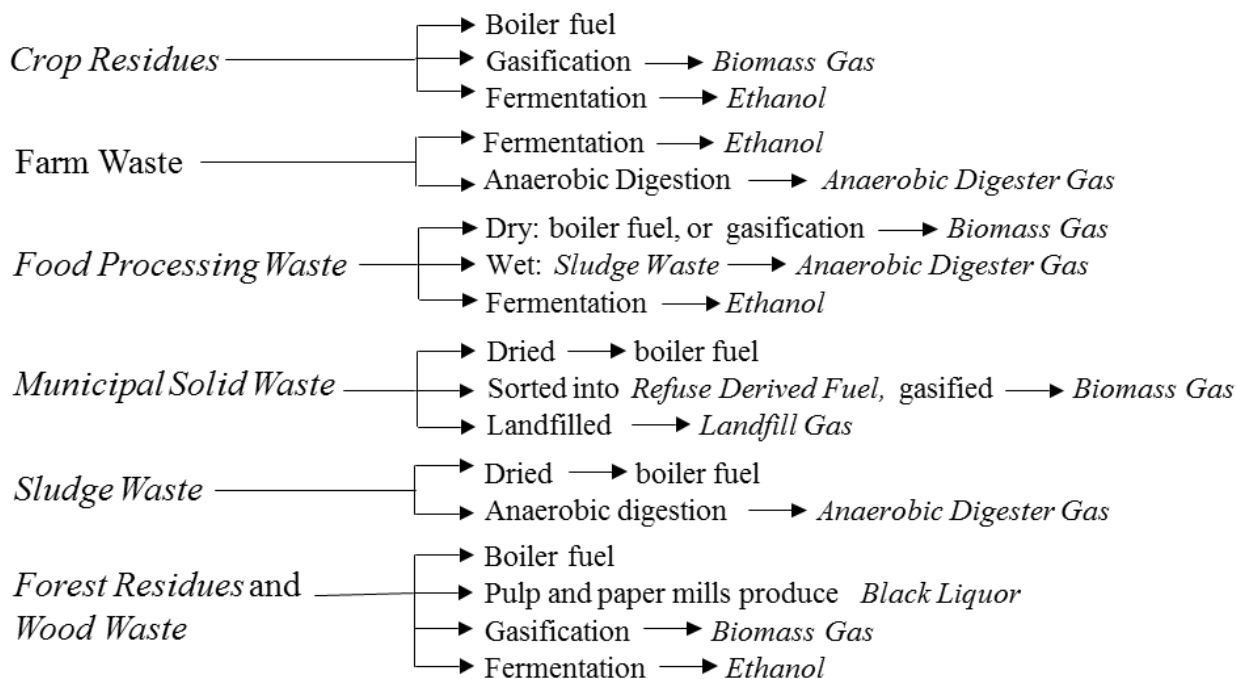 Crop Residues
Boiler fuel
Gasification Biomass Gas
Fermentation Ethanol
Farm Waste
Fermentation Ethanol
Anaerobic Digestion Anaerobic Digester Gas
Food Processing Waste
Dry: boiler fuel, or gasification Biomass Gas
Wet: Sludge Waste Anaerobic Digester Gas
Fermentation Ethanol
Municipal Solid Waste
Dried boiler fuel
Sorted into Refuse Derived Fuel, gasified Biomass Gas
Landfilled Landfill Gas
Sludge Waste
Dried boiler fuel
Anaerobic digestion Anaerobic Digester Gas
Forest Residues and
Wood Waste
Boiler fuel
Pulp and paper mills produce Black Liquor
Gasification Biomass Gas
Fermentation Ethanol